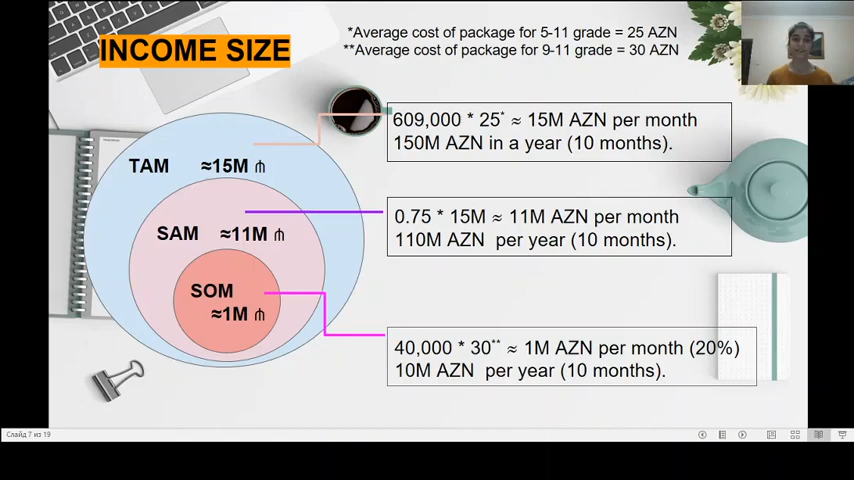 INCOME SIZE
*Average cost of package for 5-11 grade = 25 AZN
**Average cost of package for 9-11 grade = 30 AZN
609,000 * 25* ≈ 15M AZN per month
150M AZN in a year (10 months).
TAM ≈15M ₼
0.75 * 15M ≈ 11M AZN per month
110M AZN per year (10 months).
SAM ≈11M ₼
SOM
≈1M ₼
40,000 * 30** ≈ 1M AZN per month (20%)
10M AZN per year (10 months).
Слайд 7 из 19